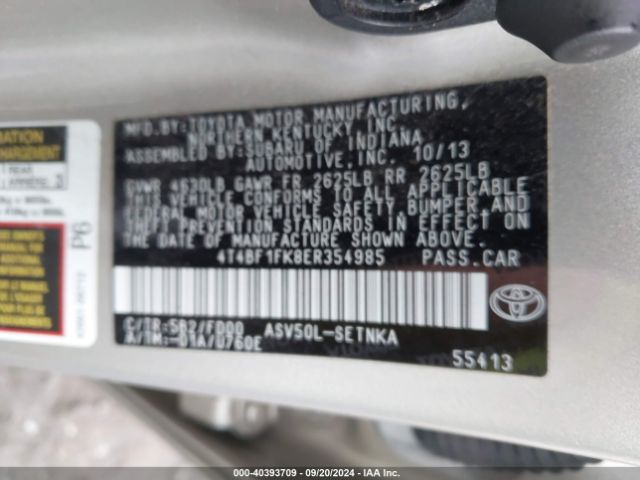 MFD.BY:TOYOTA MOTOR MANUFACTURING,
NORTHERN KENTUCKY, INC.
ASSEMBLED BY:SUBARU OF INDIANA
AUTOMOTIVE,INC. 10/13
GVWR 4530LB GAWR FR 2625LB RR 2625LB
THIS VEHICLE CONFORMS TO ALL APPLICABLE
FEDERAL MOTOR VEHICLE SAFETY, BUMPER, AND
THEFT PREVENTION STANDARDS IN EFFECT
ON THE DATE OF MANUFACTURE SHOWN ABOVE.
4T4BF1FK8ER354985 PASS.CAR
C/TR:5B2/FD00 ASV50L-SETNKA
A/TM:-01A/U760E
55413
P6
000-40393709 - 09/20/2024 - IAA Inc.